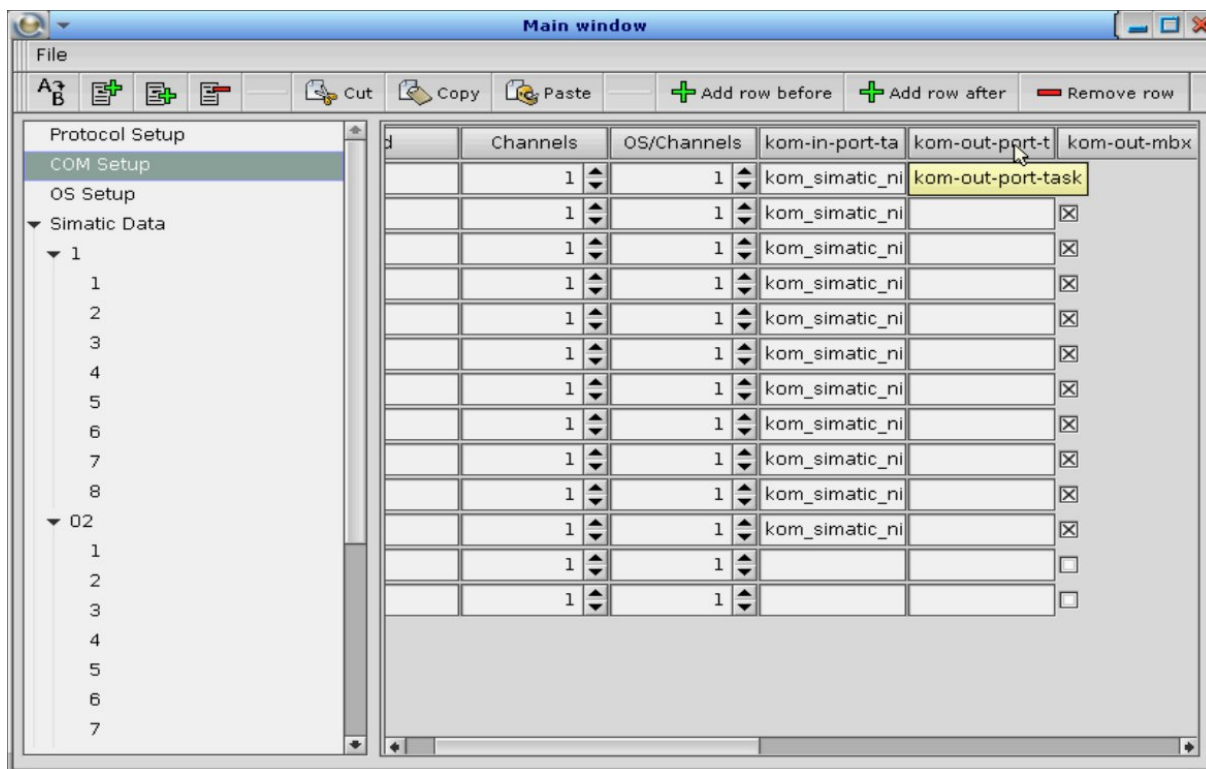 Main window
File
A B Cut Copy Paste Add row before Add row after Remove row
Protocol Setup
COM Setup
OS Setup
Simatic Data
1
1
2
3
4
5
6
7
8
02
1
2
3
4
5
6
7
d Channels OS/Channels kom-in-port-ta kom-out-port-t kom-out-mbx
1 1 kom_simatic_ni kom-out-port-task
1 1 kom_simatic_ni
1 1 kom_simatic_ni
1 1 kom_simatic_ni
1 1 kom_simatic_ni
1 1 kom_simatic_ni
1 1 kom_simatic_ni
1 1 kom_simatic_ni
1 1 kom_simatic_ni
1 1 kom_simatic_ni
1 1 kom_simatic_ni
1 1
1 1